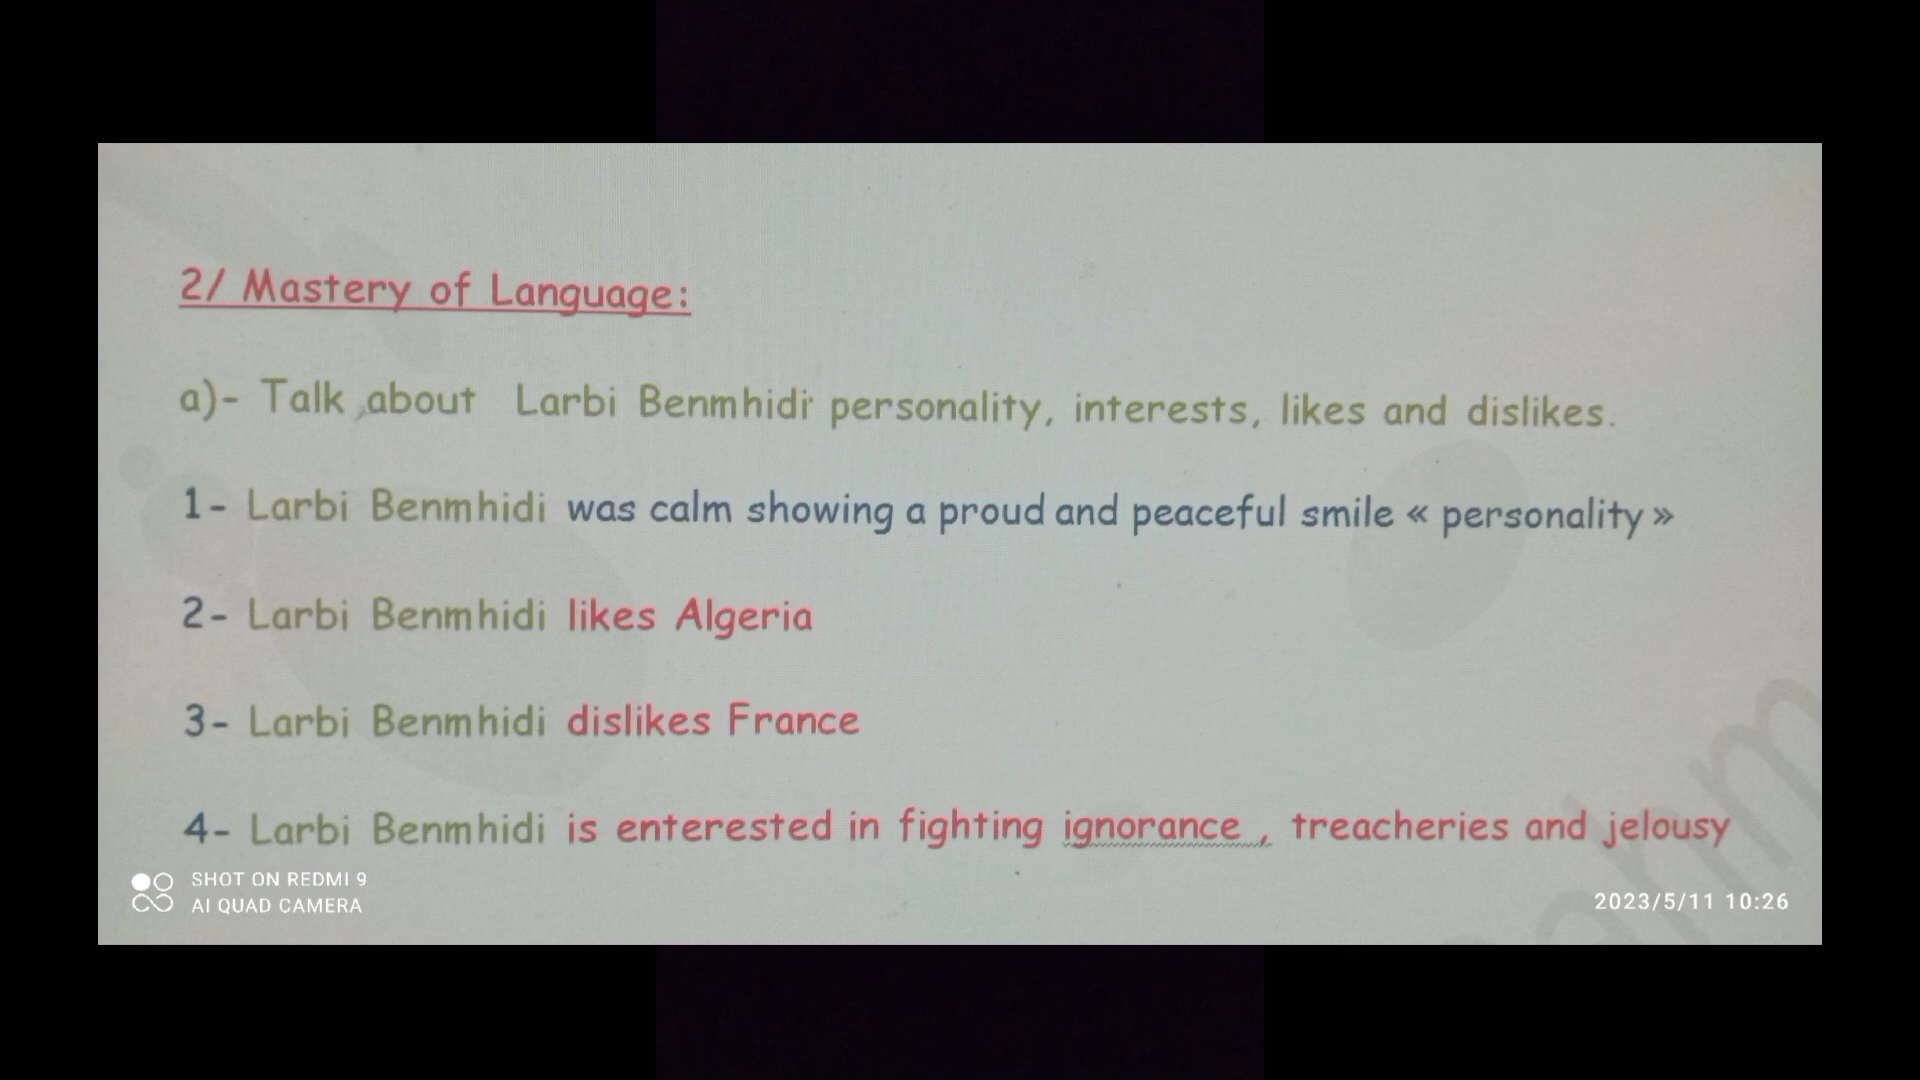 2/ Mastery of Language:
a)- Talk about Larbi Benmhidi personality, interests, likes and dislikes.
1- Larbi Benmhidi was calm showing a proud and peaceful smile « personality »
2- Larbi Benmhidi likes Algeria
3- Larbi Benmhidi dislikes France
4- Larbi Benmhidi is enterested in fighting ignorance , treacheries and jelousy
SHOT ON REDMI 9
AI QUAD CAMERA
2023/5/11 10:26